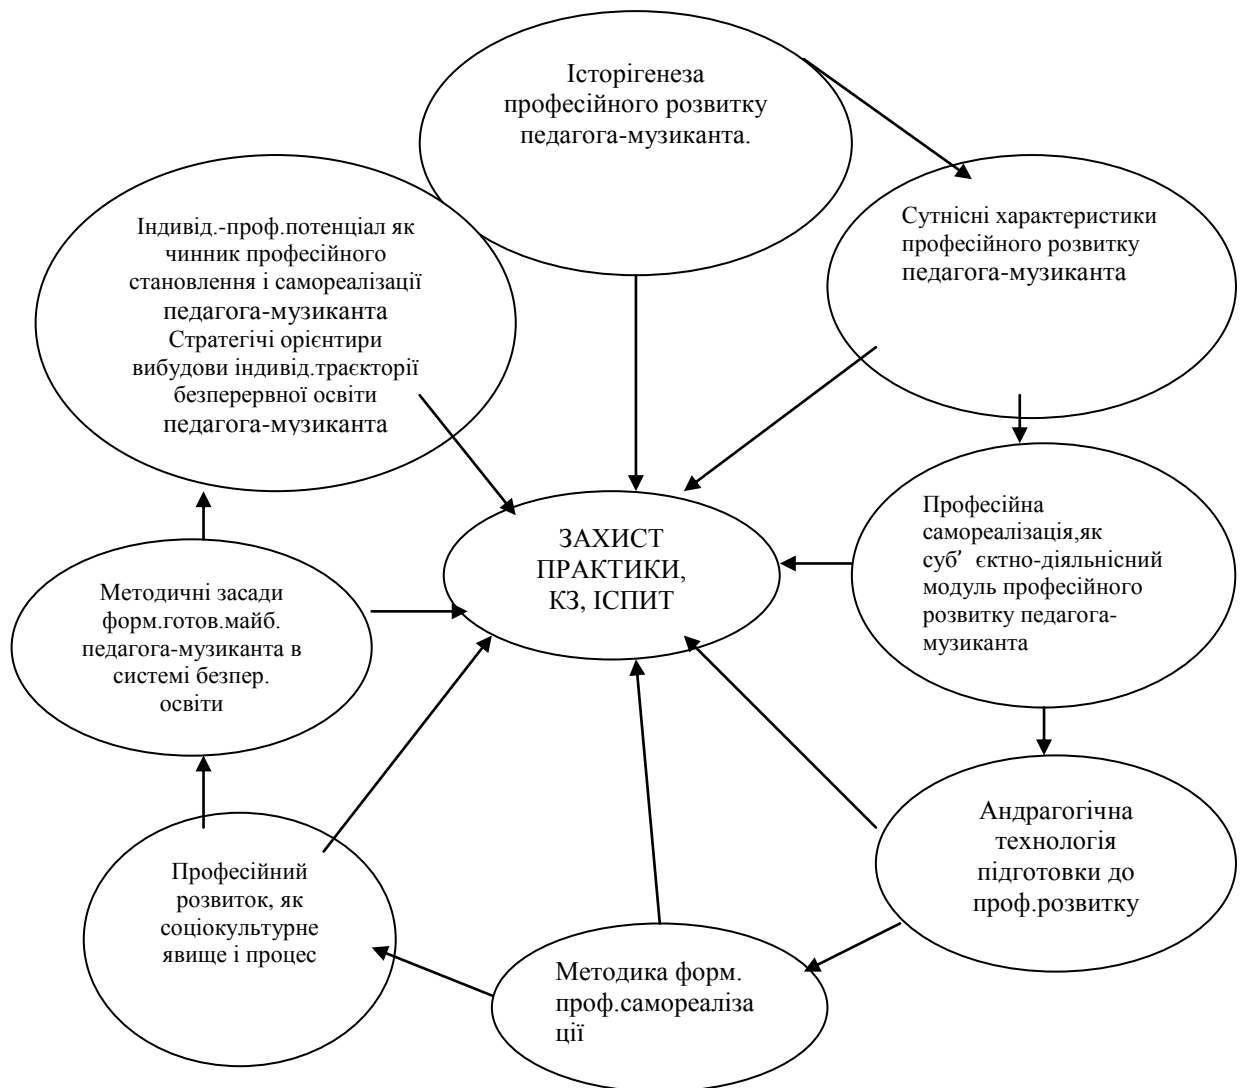 Історігенеза
професійного розвитку
педагога-музиканта.
Сутнісні характеристики
професійного розвитку
педагога-музиканта
Професійна
самореалізація,як
суб’ єктно-діяльнісний
модуль професійного
розвитку педагога-
музиканта
Андрагогічна
технологія
підготовки до
проф.розвитку
Методика форм.
проф.самореаліза
ції
Професійний
розвиток, як
соціокультурне
явище і процес
Методичні засади
форм.готов.майб.
педагога-музиканта в
системі безпер.
освіти
Індивід.-проф.потенціал як
чинник професійного
становлення і самореалізації
педагога-музиканта
Стратегічі орієнтири
вибудови індивід.траєкторії
безперервної освіти
педагога-музиканта
ЗАХИСТ
ПРАКТИКИ,
КЗ, ІСПИТ